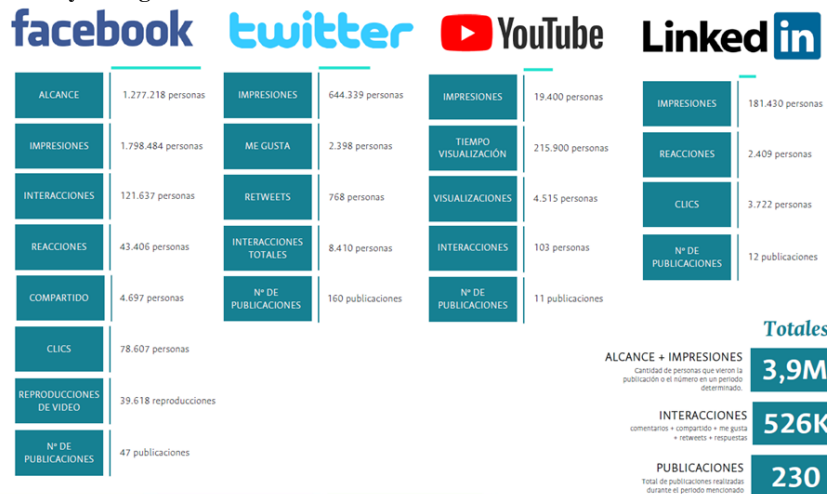 facebook
ALCANCE
1.277.218 personas
IMPRESIONES
1.798.484 personas
INTERACCIONES
121.637 personas
REACCIONES
43.406 personas
COMPARTIDO
4.697 personas
CLICS
78.607 personas
REPRODUCCIONES
DE VIDEO
39.618 reproducciones
Nº DE
PUBLICACIONES
47 publicaciones
twitter
IMPRESIONES
644.339 personas
ME GUSTA
2.398 personas
RETWEETS
768 personas
INTERACCIONES
TOTALES
8.410 personas
Nº DE
PUBLICACIONES
160 publicaciones
YouTube
IMPRESIONES
19.400 personas
TIEMPO
VISUALIZACIÓN
215.900 personas
VISUALIZACIONES
4.515 personas
INTERACCIONES
103 personas
Nº DE
PUBLICACIONES
11 publicaciones
Linked in
IMPRESIONES
181.430 personas
REACCIONES
2.409 personas
CLICS
3.722 personas
Nº DE
PUBLICACIONES
12 publicaciones
Totales
ALCANCE + IMPRESIONES
Cantidad de personas que vieron la
publicación o el número en un periodo
determinado.
3,9M
INTERACCIONES
comentarios + compartido + me gusta
+ retweets + respuestas
526K
PUBLICACIONES
Total de publicaciones realizadas
durante el periodo mencionado
230